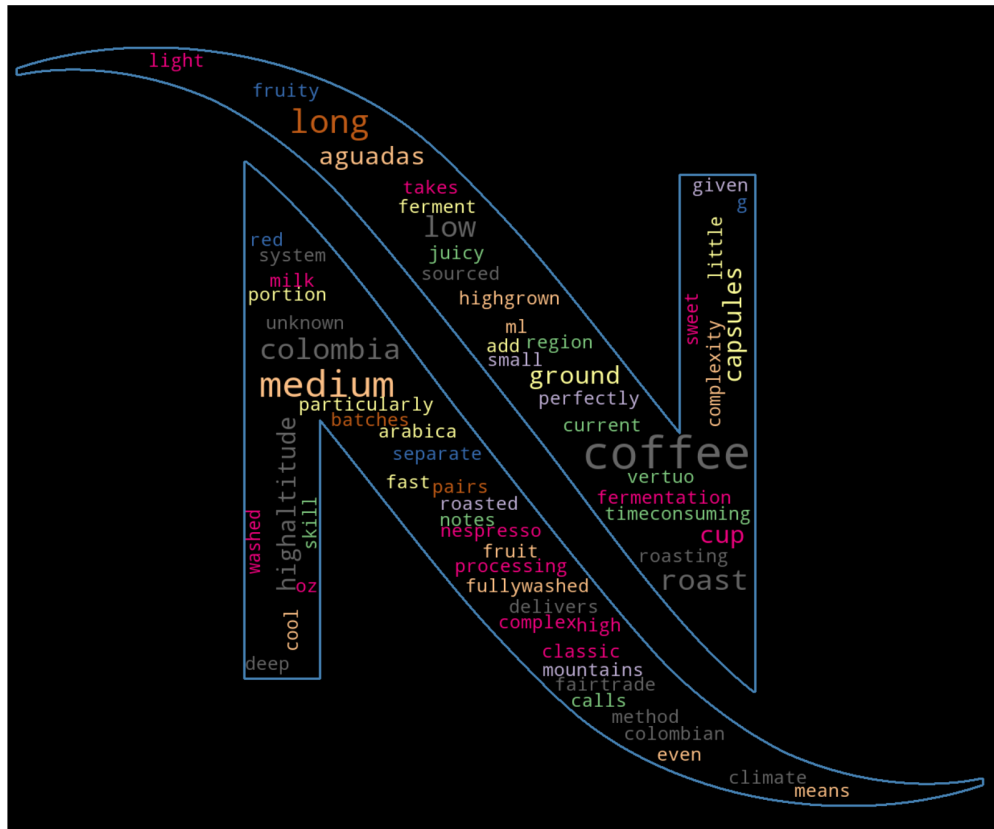 light
fruity
long
aguadas
takes
ferment
low
juicy
sourced
highgrown
ml
add region
small
ground
perfectly
current
coffee
vertuo
fermentation
timeconsuming
cup
roasting
roast
given
g
little
capsules
sweet
complexity
red
system
milk
portion
unknown
colombia
medium
particularly
batches
arabica
separate
highaltitude
skill
washed
oz
cool
deep
fast pairs
roasted
notes
nespresso
fruit
processing
fullywashed
delivers
complex high
classic
mountains
fairtrade
calls
method
colombian
even
climate
means